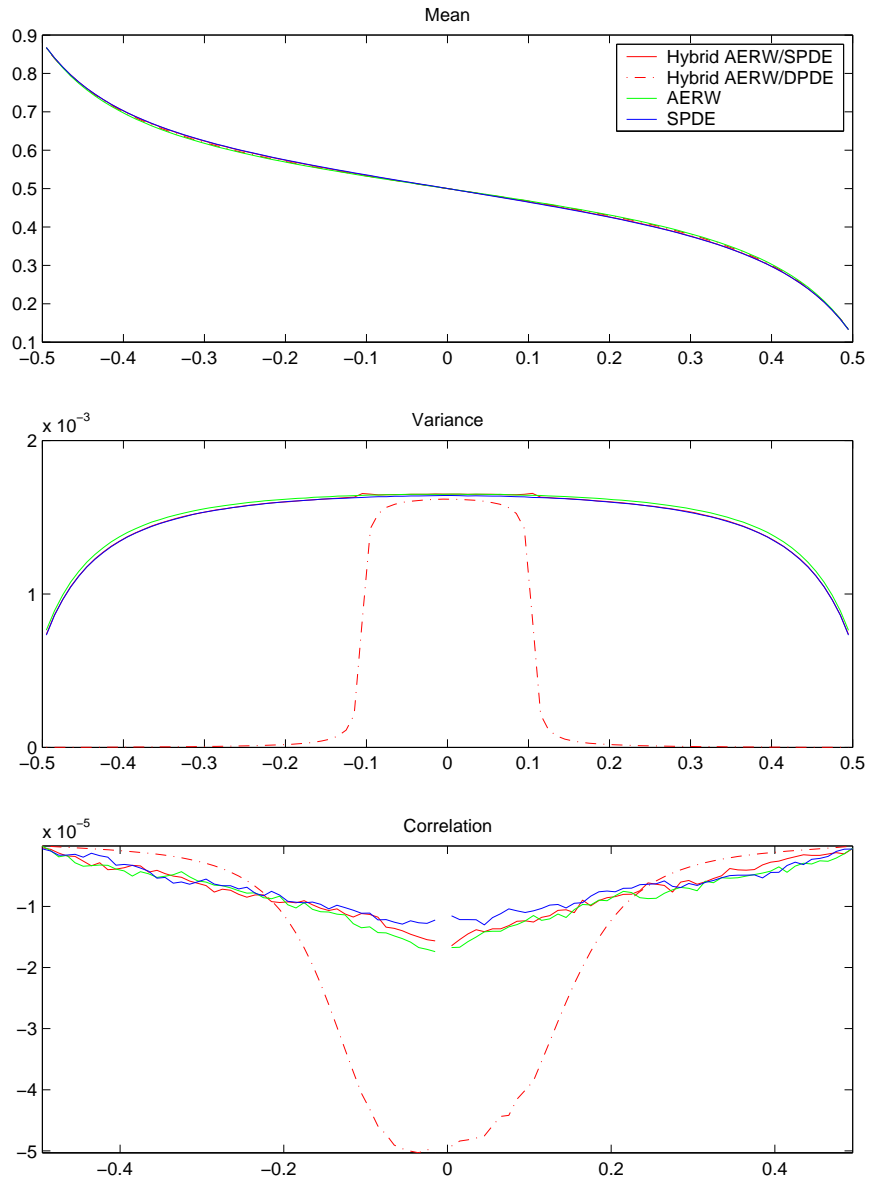 Mean
0.9
0.8
0.7
0.6
0.5
0.4
0.3
0.2
0.1
Hybrid AERW/SPDE
Hybrid AERW/DPDE
AERW
SPDE
−0.5 −0.4 −0.3 −0.2 −0.1 0 0.1 0.2 0.3 0.4 0.5
x 10−3
Variance
2
1
0
−0.5 −0.4 −0.3 −0.2 −0.1 0 0.1 0.2 0.3 0.4 0.5
x 10−5
Correlation
−1
−2
−3
−4
−5
−0.4 −0.2 0 0.2 0.4